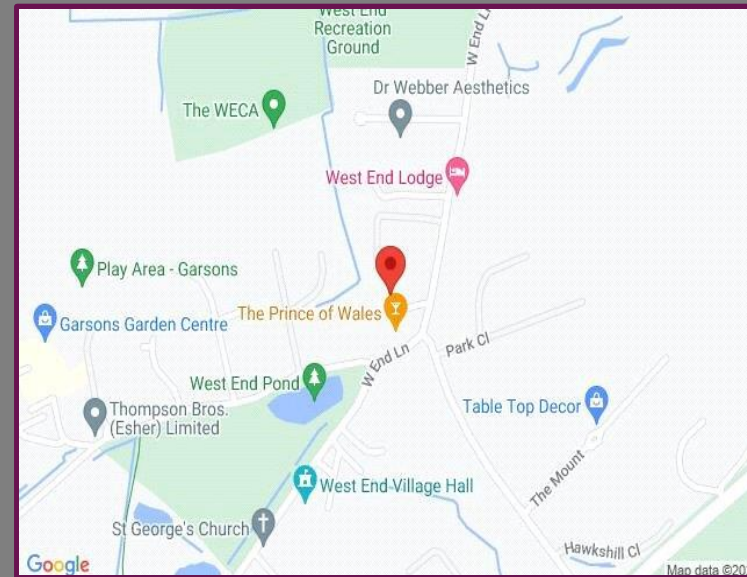 West End
Recreation
Ground
W End Ln
Dr Webber Aesthetics
The WECA
West End Lodge
Play Area - Garsons
The Prince of Wales
Garsons Garden Centre
Park Cl
W End Ln
West End Pond
Table Top Decor
Thompson Bros.
(Esher) Limited
The Mount
West End Village Hall
St George's Church
Hawkshill Cl
Google
Map data ©20